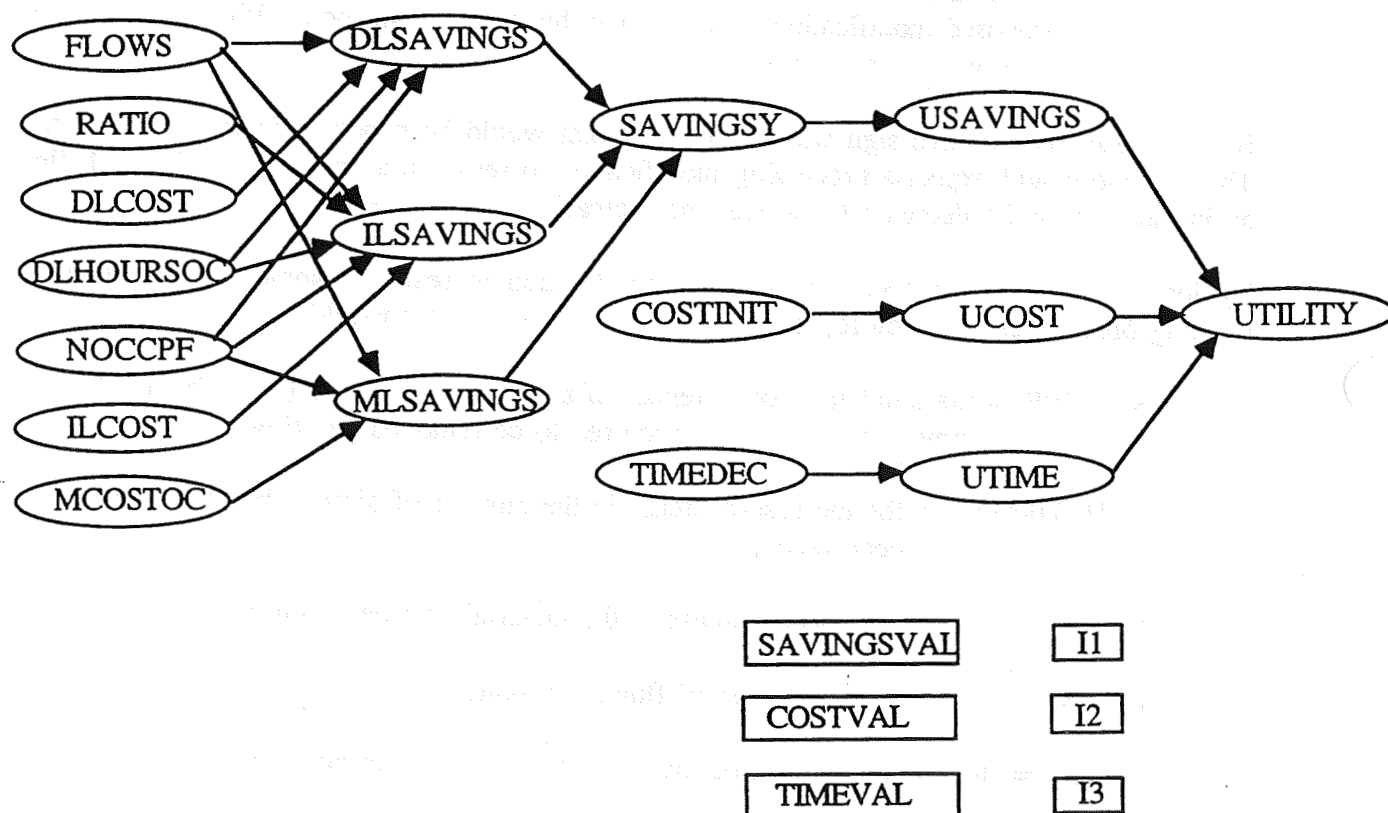 FLOWS
RATIO
DLCOST
DLHOURSOC
NOCCPF
ILCOST
MCOSTOC
DLSAVINGS
ILSAVINGS
MLSAVINGS
SAVINGSY
COSTINIT
TIMEDEC
USAVINGS
UCOST
UTIME
UTILITY
SAVINGSVAL I1
COSTVAL I2
TIMEVAL I3